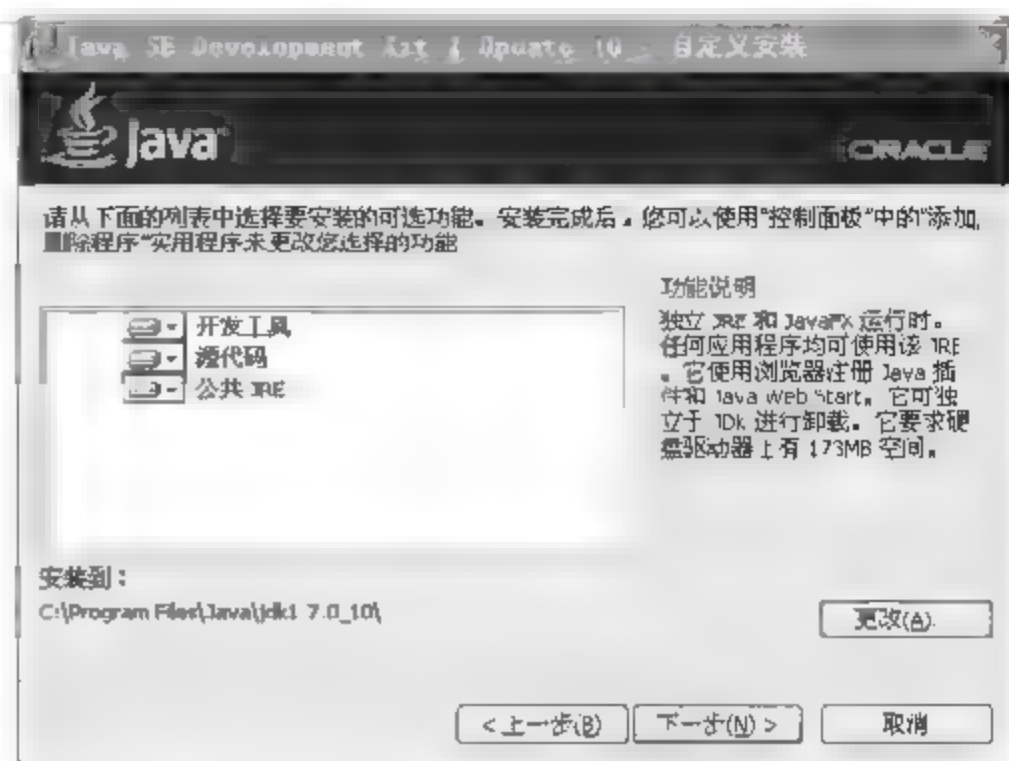 Java SE Development Kit 7 Update 10 - 自定义安装
Java
ORACLE
请从下面的列表中选择要安装的可选功能。安装完成后，您可以使用"控制面板"中的"添加/
删除程序"实用程序来更改您选择的功能
功能说明
独立 JRE 和 JavaFX 运行时。
任何应用程序均可使用该 JRE
。它使用浏览器注册 Java 插
件和 Java Web Start。它可独
立于 JDK 进行卸载。它要求硬
盘驱动器上有 173MB 空间。
开发工具
源代码
公共 JRE
安装到：
C:\Program Files\Java\jdk1.7.0_10\
更改(A)
< 上一步(B)
下一步(N) >
取消